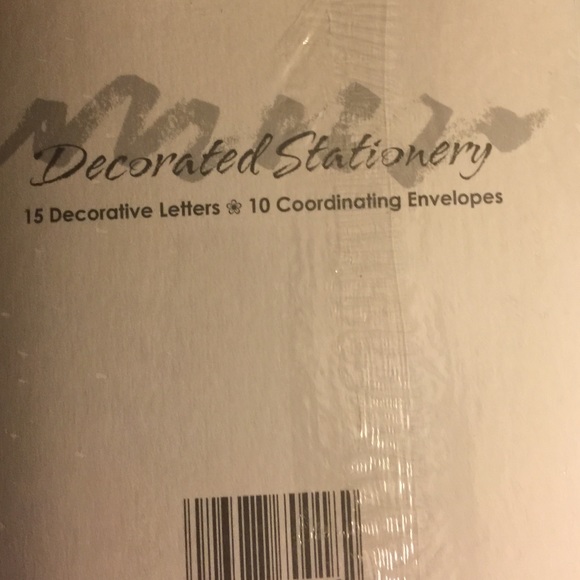 Decorated Stationery
15 Decorative Letters ❀ 10 Coordinating Envelopes